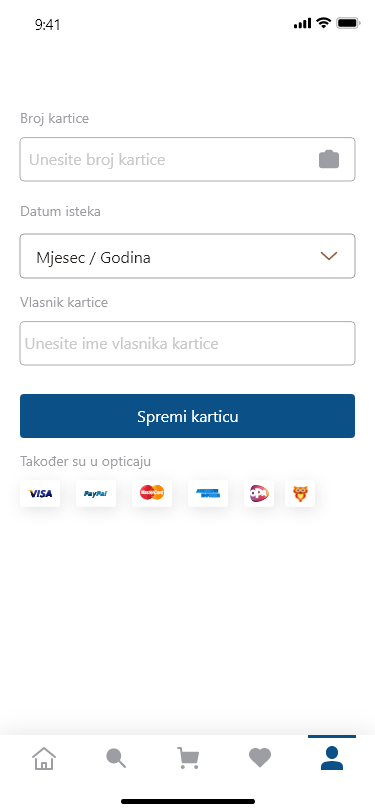 9:41
Broj kartice
Unesite broj kartice
Datum isteka
Mjesec / Godina
Vlasnik kartice
Unesite ime vlasnika kartice
Spremi karticu
Također su u opticaju
VISA PayPal MasterCard